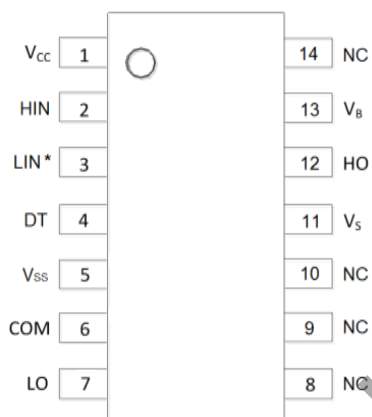 Vcc 1 14 NC
HIN 2 13 VB
LIN* 3 12 HO
DT 4 11 VS
Vss 5 10 NC
COM 6 9 NC
LO 7 8 NC